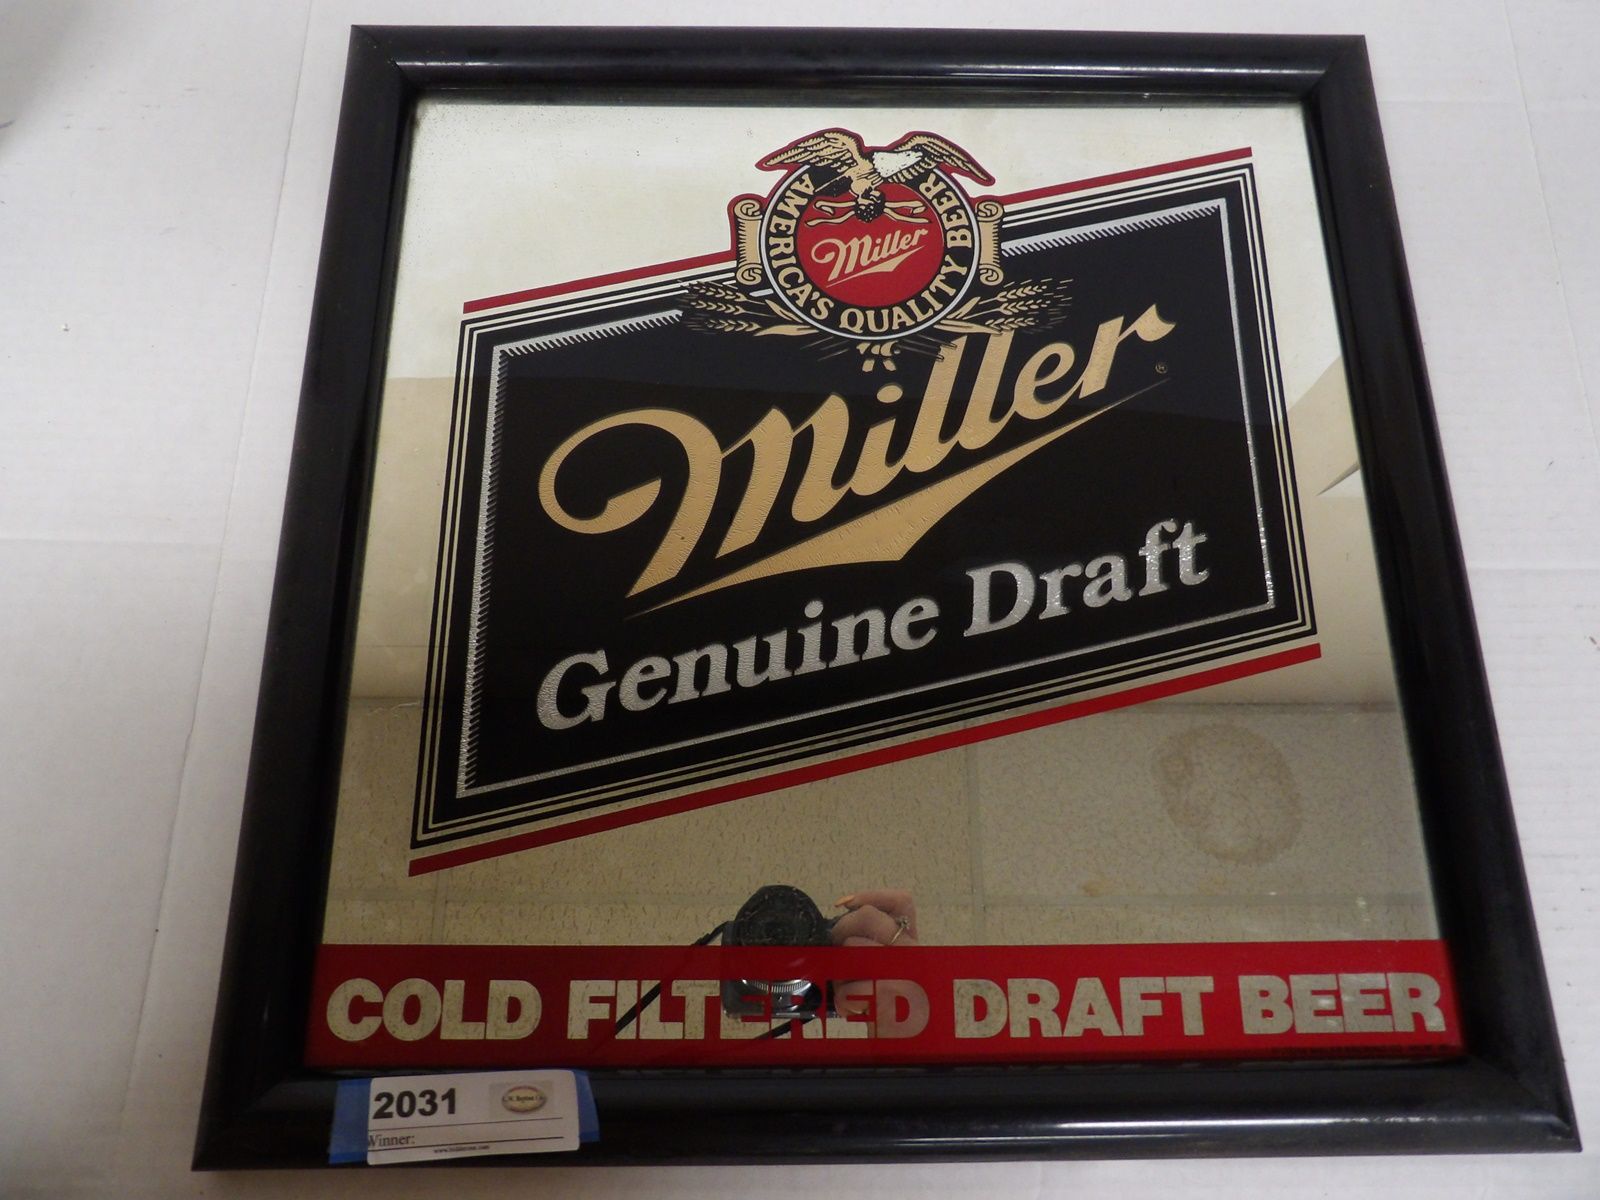 AMERICA'S QUALITY BEER
Miller
Miller
®
Genuine Draft
COLD FILTERED DRAFT BEER
2031
Winner: